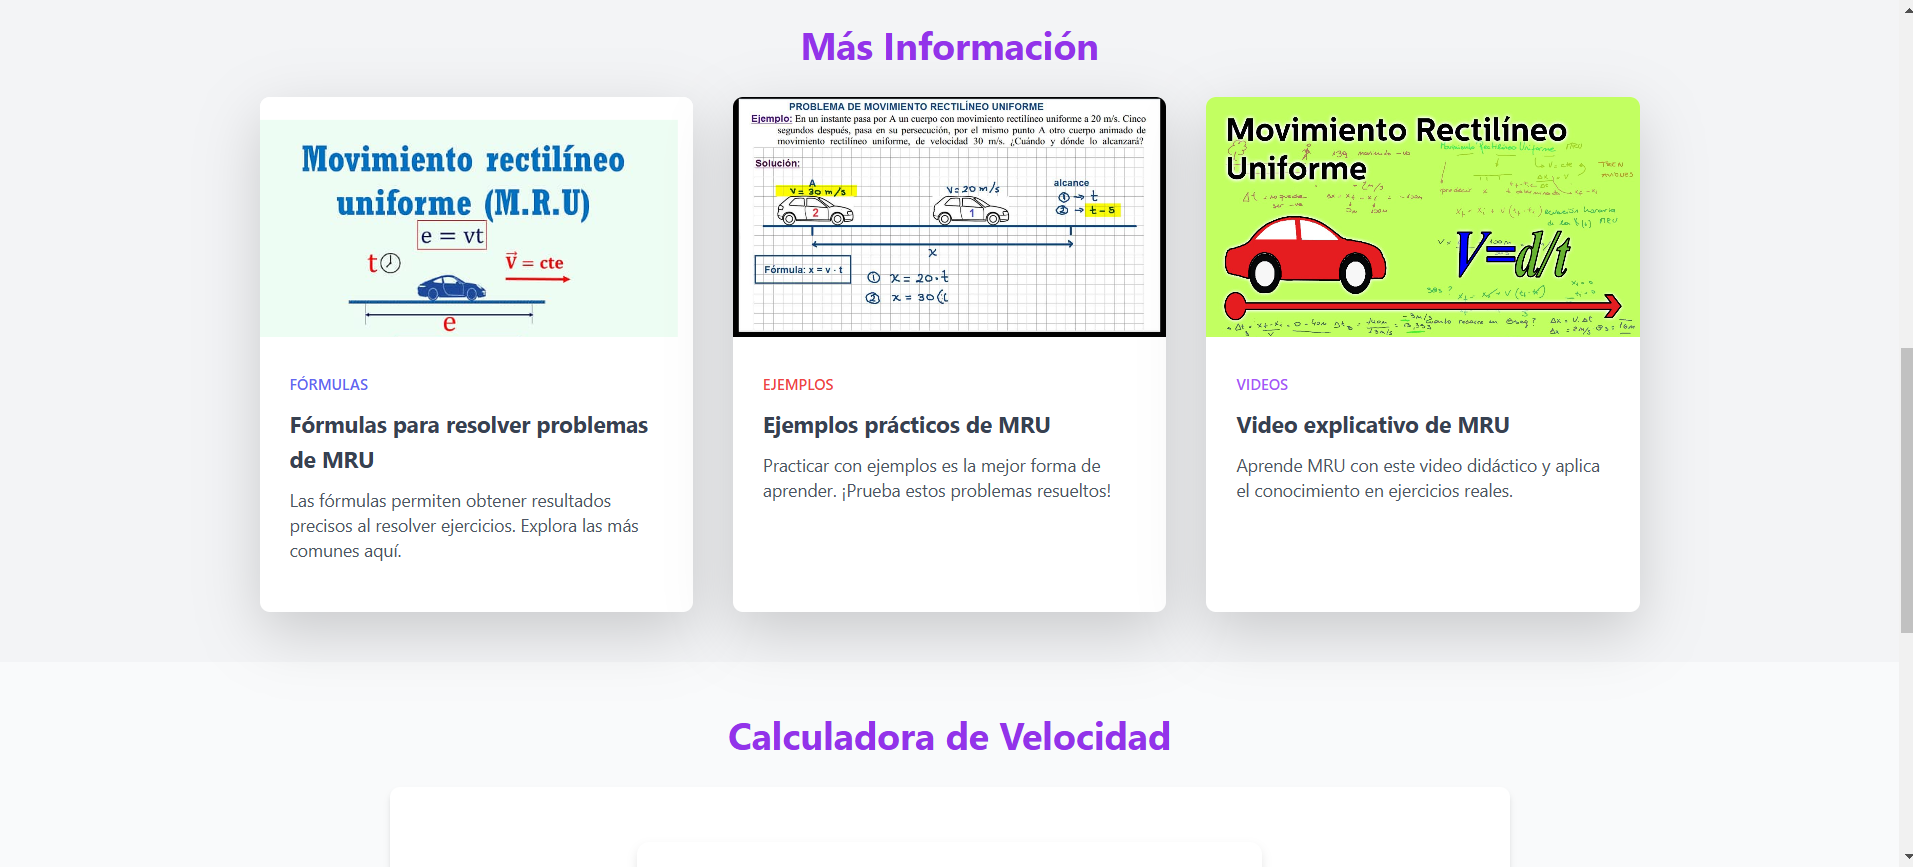 Más Información
Movimiento rectilíneo
uniforme (M.R.U)
e = vt
t
V⃗ = cte
e
FÓRMULAS
Fórmulas para resolver problemas
de MRU
Las fórmulas permiten obtener resultados
precisos al resolver ejercicios. Explora las más
comunes aquí.
PROBLEMA DE MOVIMIENTO RECTILÍNEO UNIFORME
Ejemplo: En un instante pasa por A un cuerpo con movimiento rectilíneo uniforme a 20 m/s. Cinco
segundos después, pasa en su persecución, por el mismo punto A otro cuerpo animado de
movimiento rectilíneo uniforme, de velocidad 30 m/s. ¿Cuándo y dónde lo alcanzará?
Solución:
A
v = 30 m/s
v = 20 m/s
alcance
① → t
② → t - 5
2
1
x
Fórmula: x = v · t
① x = 20 · t
② x = 30 (t
EJEMPLOS
Ejemplos prácticos de MRU
Practicar con ejemplos es la mejor forma de
aprender. ¡Prueba estos problemas resueltos!
Movimiento Rectilíneo
Uniforme
V=d/t
VIDEOS
Video explicativo de MRU
Aprende MRU con este video didáctico y aplica
el conocimiento en ejercicios reales.
Calculadora de Velocidad